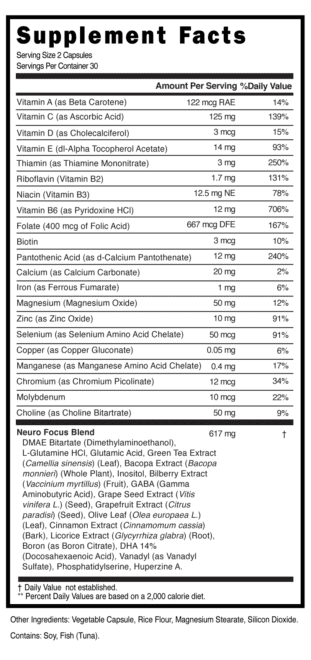 Supplement Facts
Serving Size 2 Capsules
Servings Per Container 30
Amount Per Serving %Daily Value
Vitamin A (as Beta Carotene) 122 mcg RAE 14%
Vitamin C (as Ascorbic Acid) 125 mg 139%
Vitamin D (as Cholecalciferol) 3 mcg 15%
Vitamin E (dl-Alpha Tocopherol Acetate) 14 mg 93%
Thiamin (as Thiamine Mononitrate) 3 mg 250%
Riboflavin (Vitamin B2) 1.7 mg 131%
Niacin (Vitamin B3) 12.5 mg NE 78%
Vitamin B6 (as Pyridoxine HCl) 12 mg 706%
Folate (400 mcg of Folic Acid) 667 mcg DFE 167%
Biotin 3 mcg 10%
Pantothenic Acid (as d-Calcium Pantothenate) 12 mg 240%
Calcium (as Calcium Carbonate) 20 mg 2%
Iron (as Ferrous Fumarate) 1 mg 6%
Magnesium (Magnesium Oxide) 50 mg 12%
Zinc (as Zinc Oxide) 10 mg 91%
Selenium (as Selenium Amino Acid Chelate) 50 mcg 91%
Copper (as Copper Gluconate) 0.05 mg 6%
Manganese (as Manganese Amino Acid Chelate) 0.4 mg 17%
Chromium (as Chromium Picolinate) 12 mcg 34%
Molybdenum 10 mcg 22%
Choline (as Choline Bitartrate) 50 mg 9%
Neuro Focus Blend 617 mg †
DMAE Bitartate (Dimethylaminoethanol),
L-Glutamine HCl, Glutamic Acid, Green Tea Extract
(Camellia sinensis) (Leaf), Bacopa Extract (Bacopa
monnieri) (Whole Plant), Inositol, Bilberry Extract
(Vaccinium myrtillus) (Fruit), GABA (Gamma
Aminobutyric Acid), Grape Seed Extract (Vitis
vinifera L.) (Seed), Grapefruit Extract (Citrus
paradisi) (Seed), Olive Leaf (Olea europaea L.)
(Leaf), Cinnamon Extract (Cinnamomum cassia)
(Bark), Licorice Extract (Glycyrrhiza glabra) (Root),
Boron (as Boron Citrate), DHA 14%
(Docosahexaenoic Acid), Vanadyl (as Vanadyl
Sulfate), Phosphatidylserine, Huperzine A.
† Daily Value not established.
** Percent Daily Values are based on a 2,000 calorie diet.
Other Ingredients: Vegetable Capsule, Rice Flour, Magnesium Stearate, Silicon Dioxide.
Contains: Soy, Fish (Tuna).